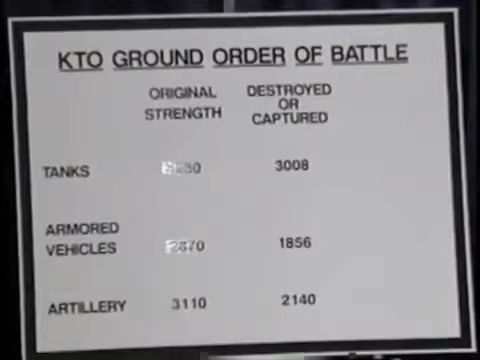 KTO GROUND ORDER OF BATTLE
ORIGINAL STRENGTH
DESTROYED OR CAPTURED
TANKS 3008
ARMORED
VEHICLES 2870 1856
ARTILLERY 3110 2140